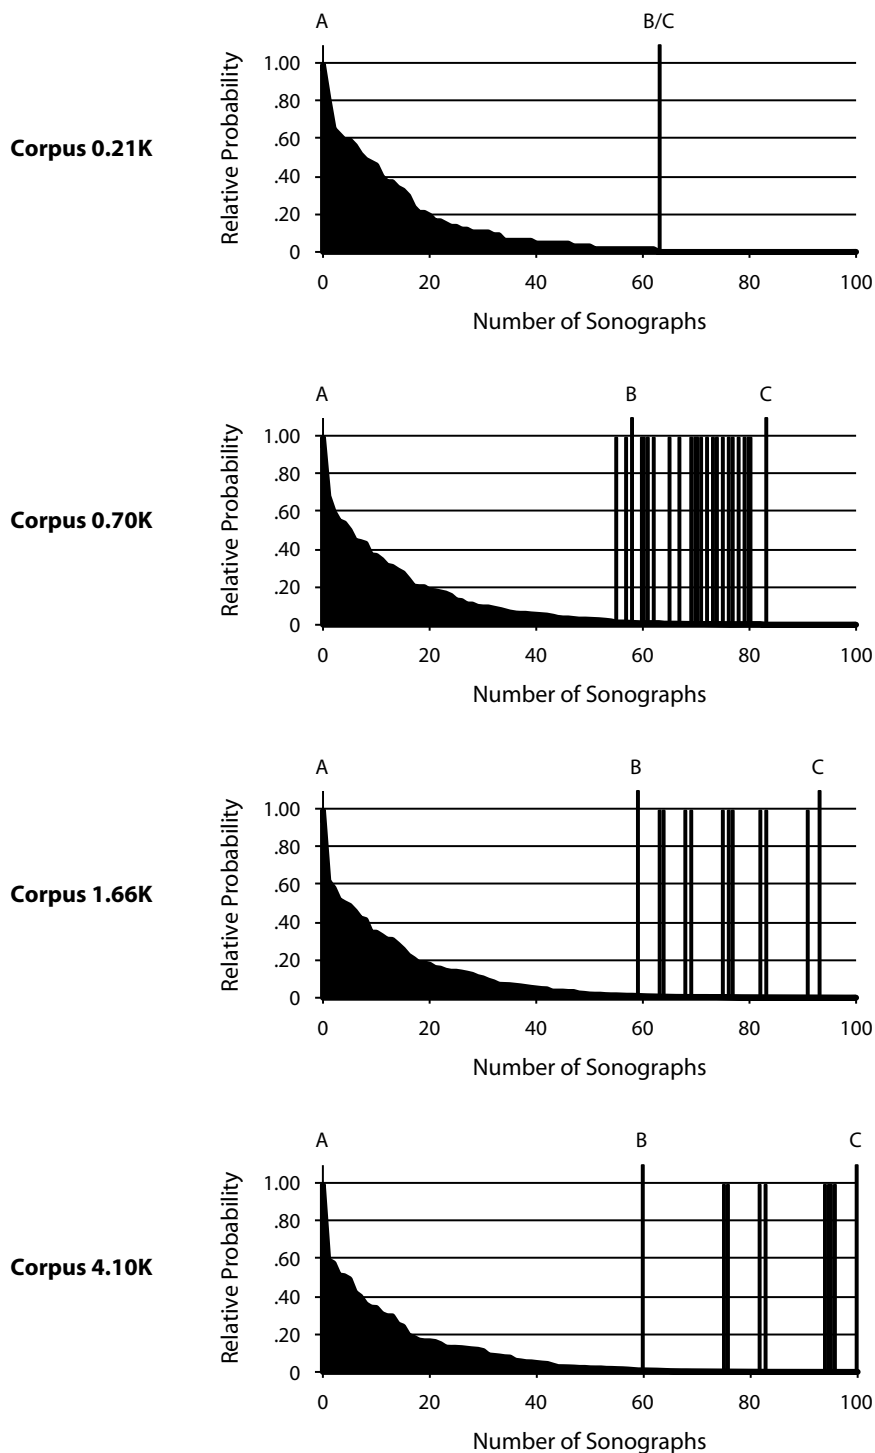 A B/C
Corpus 0.21K
Relative Probability
1.00
.80
.60
.40
.20
0
0 20 40 60 80 100
Number of Sonographs
A B C
Corpus 0.70K
Relative Probability
1.00
.80
.60
.40
.20
0
0 20 40 60 80 100
Number of Sonographs
A B C
Corpus 1.66K
Relative Probability
1.00
.80
.60
.40
.20
0
0 20 40 60 80 100
Number of Sonographs
A B C
Corpus 4.10K
Relative Probability
1.00
.80
.60
.40
.20
0
0 20 40 60 80 100
Number of Sonographs